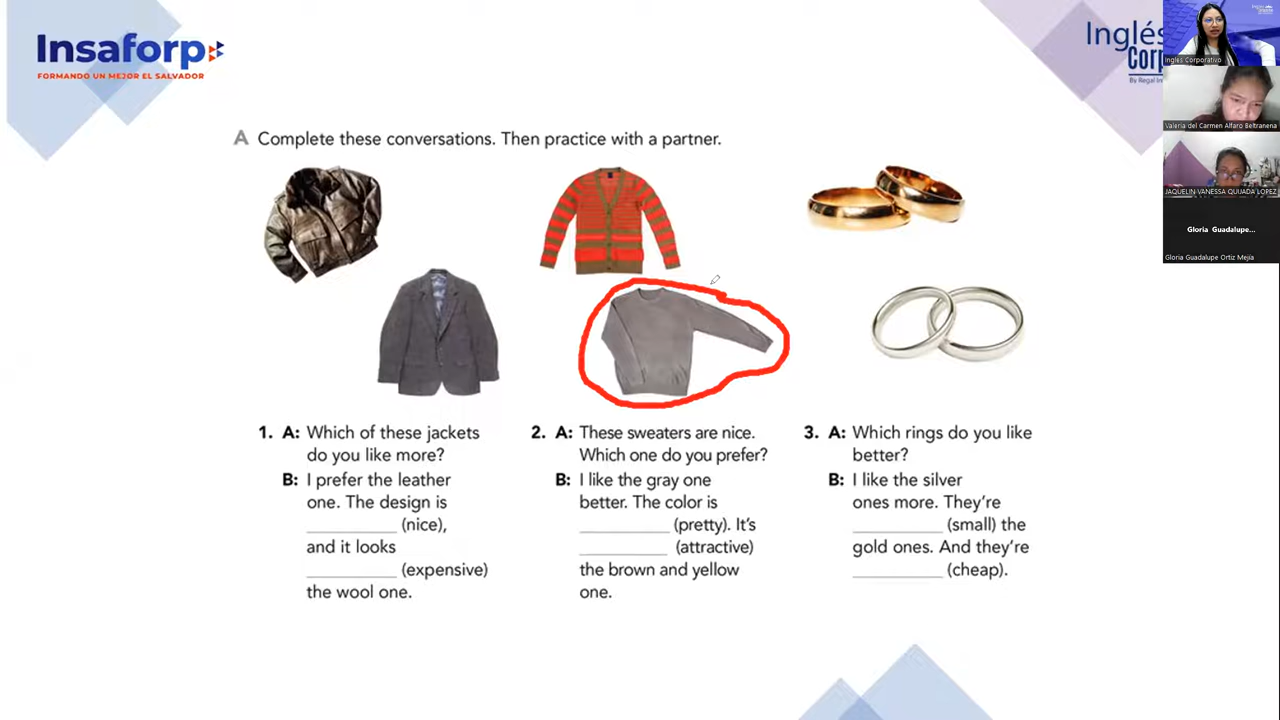 Insaforp
FORMANDO UN MEJOR EL SALVADOR
Inglés
Corp
By Regal In
A Complete these conversations. Then practice with a partner.
1. A: Which of these jackets
do you like more?
B: I prefer the leather
one. The design is
__________ (nice),
and it looks
__________ (expensive)
the wool one.
2. A: These sweaters are nice.
Which one do you prefer?
B: I like the gray one
better. The color is
__________ (pretty). It's
__________ (attractive)
the brown and yellow
one.
3. A: Which rings do you like
better?
B: I like the silver
ones more. They're
__________ (small) the
gold ones. And they're
__________ (cheap).
Ingles Corporativo
Valeria del Carmen Alfaro Beltranena
JAQUELIN VANESSA QUIJADA LOPEZ
Gloria Guadalupe...
Gloria Guadalupe Ortiz Mejía